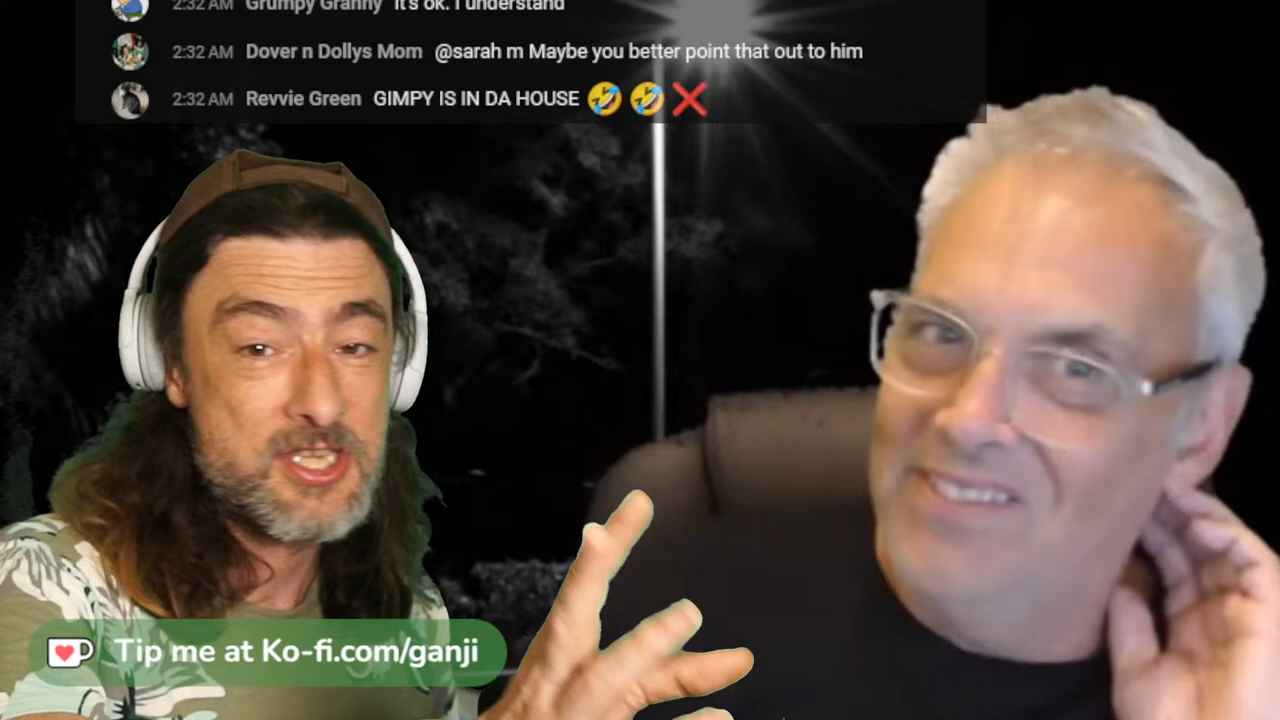 2:32 AM Grumpy Granny It's ok. I understand
2:32 AM Dover n Dollys Mom @sarah m Maybe you better point that out to him
2:32 AM Revvie Green GIMPY IS IN DA HOUSE 🤣 🤣 ❌
Tip me at Ko-fi.com/ganji